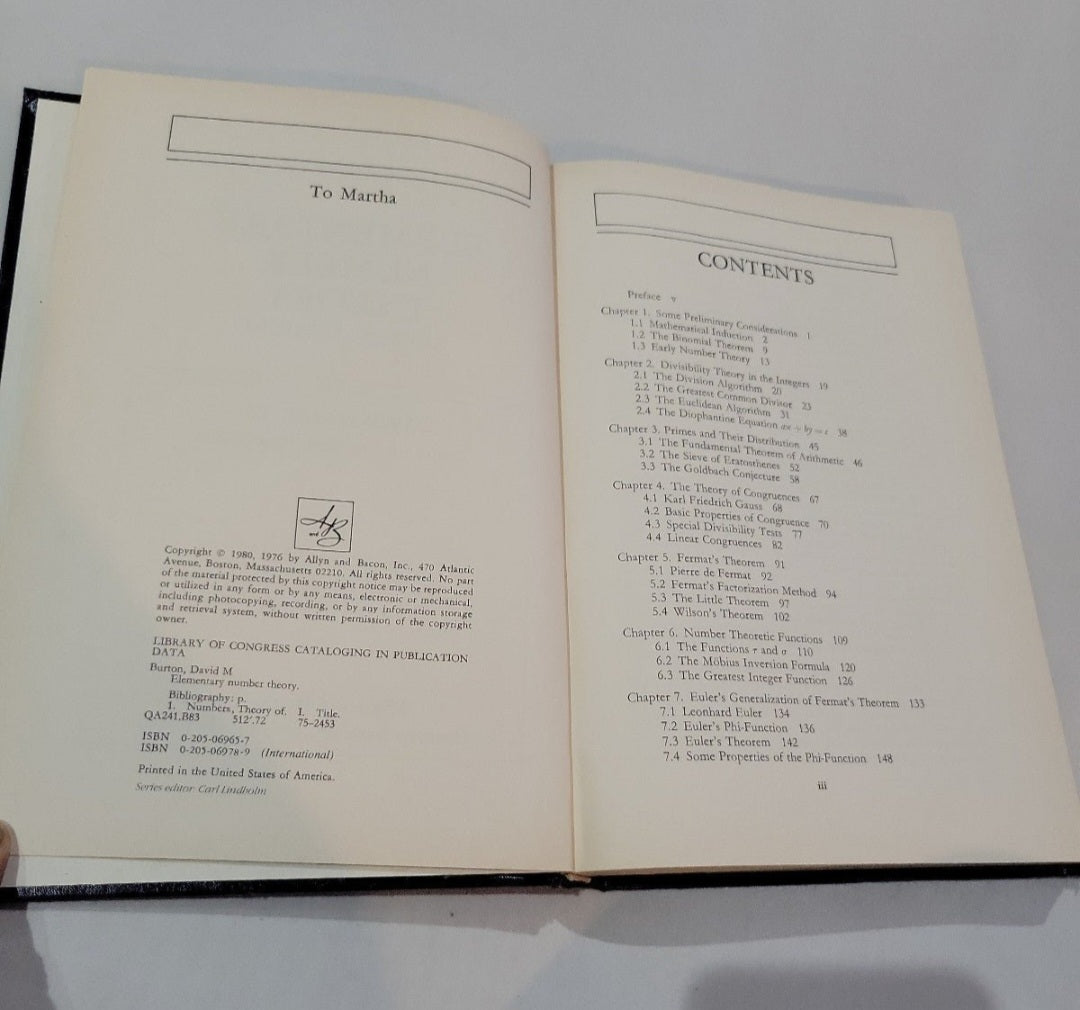 To Martha
A and B
Copyright © 1980, 1976 by Allyn and Bacon, Inc., 470 Atlantic
Avenue, Boston, Massachusetts 02210. All rights reserved. No part
of the material protected by this copyright notice may be reproduced
or utilized in any form or by any means, electronic or mechanical,
including photocopying, recording, or by any information storage
and retrieval system, without written permission of the copyright
owner.
LIBRARY OF CONGRESS CATALOGING IN PUBLICATION
DATA
Burton, David M
Elementary number theory.
Bibliography: p.
1. Numbers, Theory of. I. Title.
QA241.B83 512'.72 75-2453
ISBN 0-205-06965-7
ISBN 0-205-06978-9 (International)
Printed in the United States of America.
Series editor: Carl Lindholm
CONTENTS
Preface v
Chapter 1. Some Preliminary Considerations 1
1.1 Mathematical Induction 2
1.2 The Binomial Theorem 9
1.3 Early Number Theory 13
Chapter 2. Divisibility Theory in the Integers 19
2.1 The Division Algorithm 20
2.2 The Greatest Common Divisor 23
2.3 The Euclidean Algorithm 31
2.4 The Diophantine Equation ax + by = c 38
Chapter 3. Primes and Their Distribution 45
3.1 The Fundamental Theorem of Arithmetic 46
3.2 The Sieve of Eratosthenes 52
3.3 The Goldbach Conjecture 58
Chapter 4. The Theory of Congruences 67
4.1 Karl Friedrich Gauss 68
4.2 Basic Properties of Congruence 70
4.3 Special Divisibility Tests 77
4.4 Linear Congruences 82
Chapter 5. Fermat's Theorem 91
5.1 Pierre de Fermat 92
5.2 Fermat's Factorization Method 94
5.3 The Little Theorem 97
5.4 Wilson's Theorem 102
Chapter 6. Number Theoretic Functions 109
6.1 The Functions τ and σ 110
6.2 The Möbius Inversion Formula 120
6.3 The Greatest Integer Function 126
Chapter 7. Euler's Generalization of Fermat's Theorem 133
7.1 Leonhard Euler 134
7.2 Euler's Phi-Function 136
7.3 Euler's Theorem 142
7.4 Some Properties of the Phi-Function 148
iii